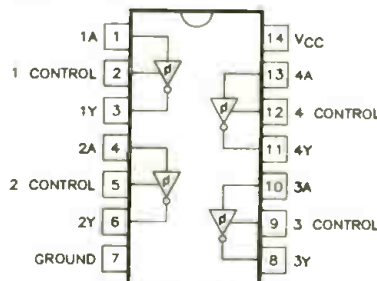 1A 1
1 CONTROL 2
1Y 3
2A 4
2 CONTROL 5
2Y 6
GROUND 7
14 VCC
13 4A
12 4 CONTROL
11 4Y
10 3A
9 3 CONTROL
8 3Y